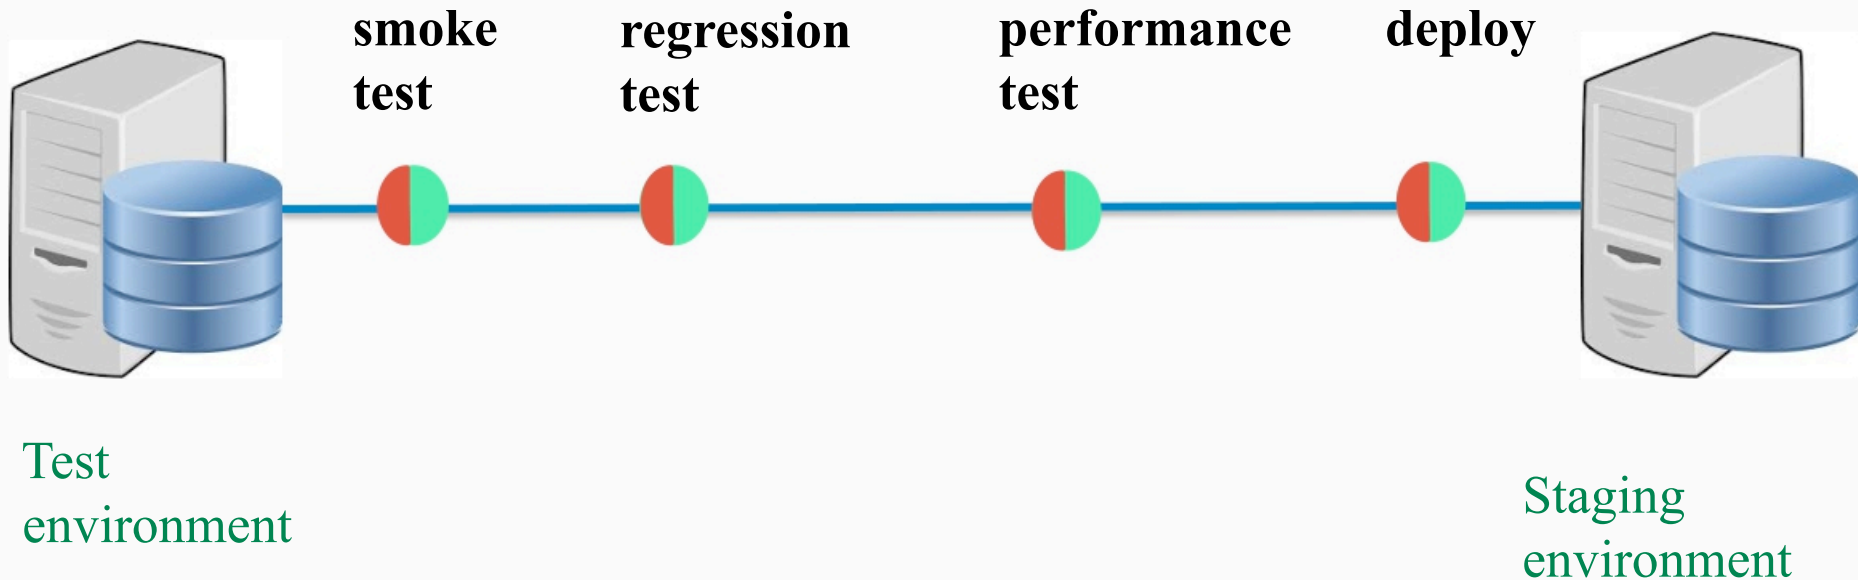 smoke
test
regression
test
performance
test
deploy
Test
environment
Staging
environment